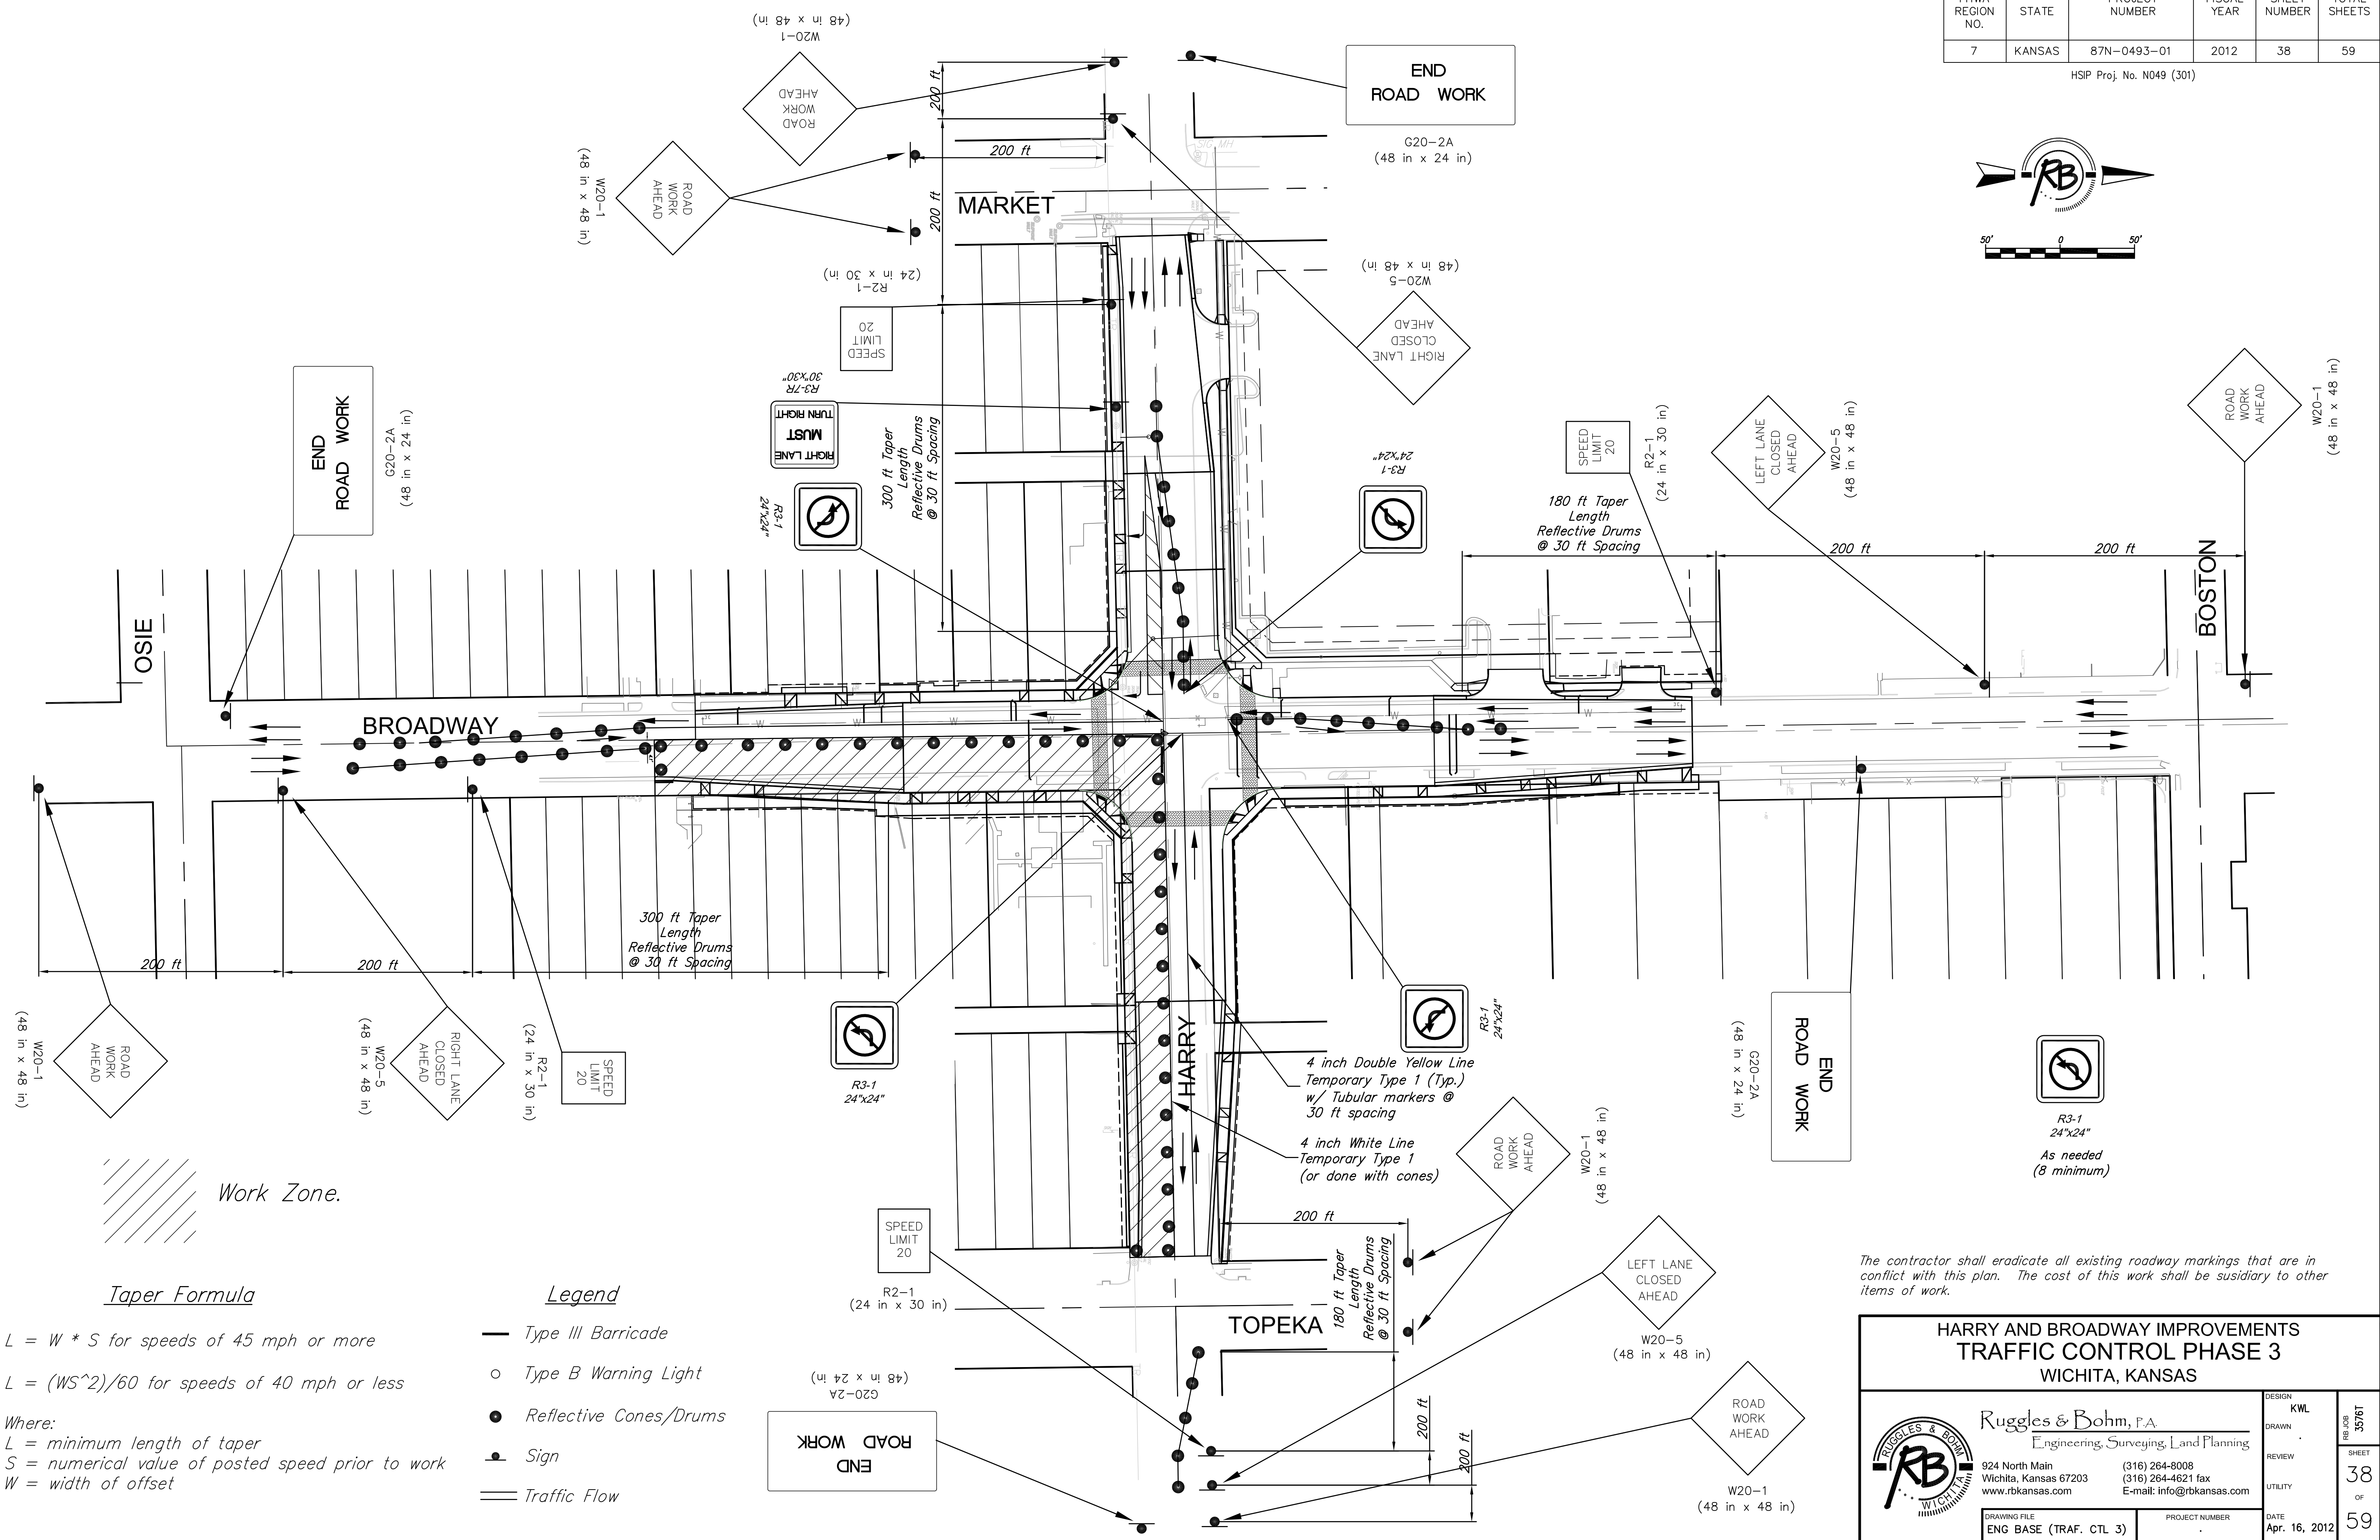 FHWA REGION NO.
STATE
PROJECT NUMBER
FISCAL YEAR
SHEET NUMBER
TOTAL SHEETS
7
KANSAS
87N-0493-01
2012
38
59
HSIP Proj. No. N049 (301)
50'
0
50'
(48 in x 48 in)
W20-1
ROAD
WORK
AHEAD
200 ft
END
ROAD WORK
G20-2A
(48 in x 24 in)
SIG MH
(48 in x 48 in)
W20-1
ROAD
WORK
AHEAD
200 ft
200 ft
MARKET
(24 in x 30 in)
R2-1
SPEED
LIMIT
20
(48 in x 48 in)
W20-5
RIGHT LANE
CLOSED
AHEAD
R3-7R
30"x30"
RIGHT LANE
MUST
TURN RIGHT
R3-1
24"x24"
300 ft Taper
Length
Reflective Drums
@ 30 ft Spacing
R3-1
24"x24"
END
ROAD WORK
G20-2A
(48 in x 24 in)
SPEED
LIMIT
20
R2-1
(24 in x 30 in)
LEFT LANE
CLOSED
AHEAD
W20-5
(48 in x 48 in)
ROAD
WORK
AHEAD
W20-1
(48 in x 48 in)
180 ft Taper
Length
Reflective Drums
@ 30 ft Spacing
200 ft
200 ft
OSIE
BROADWAY
BOSTON
300 ft Taper
Length
Reflective Drums
@ 30 ft Spacing
200 ft
200 ft
W20-1
(48 in x 48 in)
ROAD
WORK
AHEAD
W20-5
(48 in x 48 in)
RIGHT LANE
CLOSED
AHEAD
R2-1
(24 in x 30 in)
SPEED
LIMIT
20
R3-1
24"x24"
HARRY
R3-1
24"x24"
4 inch Double Yellow Line
Temporary Type 1 (Typ.)
w/ Tubular markers @
30 ft spacing
4 inch White Line
Temporary Type 1
(or done with cones)
ROAD
WORK
AHEAD
W20-1
(48 in x 48 in)
G20-2A
(48 in x 24 in)
END
ROAD WORK
R3-1
24"x24"
As needed
(8 minimum)
Work Zone.
SPEED
LIMIT
20
R2-1
(24 in x 30 in)
200 ft
180 ft Taper
Length
Reflective Drums
@ 30 ft Spacing
TOPEKA
LEFT LANE
CLOSED
AHEAD
W20-5
(48 in x 48 in)
200 ft
200 ft
ROAD
WORK
AHEAD
W20-1
(48 in x 48 in)
(48 in x 24 in)
G20-2A
END
ROAD WORK
Taper Formula
L = W * S for speeds of 45 mph or more
L = (WS^2)/60 for speeds of 40 mph or less
Where:
L = minimum length of taper
S = numerical value of posted speed prior to work
W = width of offset
Legend
Type III Barricade
Type B Warning Light
Reflective Cones/Drums
Sign
Traffic Flow
The contractor shall eradicate all existing roadway markings that are in
conflict with this plan. The cost of this work shall be susidiary to other
items of work.
HARRY AND BROADWAY IMPROVEMENTS
TRAFFIC CONTROL PHASE 3
WICHITA, KANSAS
RUGGLES & BOHM
RB
WICHITA
Ruggles & Bohm, P.A.
Engineering, Surveying, Land Planning
924 North Main
Wichita, Kansas 67203
www.rbkansas.com
(316) 264-8008
(316) 264-4621 fax
E-mail: info@rbkansas.com
DRAWING FILE
ENG BASE (TRAF. CTL 3)
PROJECT NUMBER
DESIGN
KWL
DRAWN
REVIEW
UTILITY
DATE
Apr. 16, 2012
RB JOB
3576T
SHEET
38
OF
59